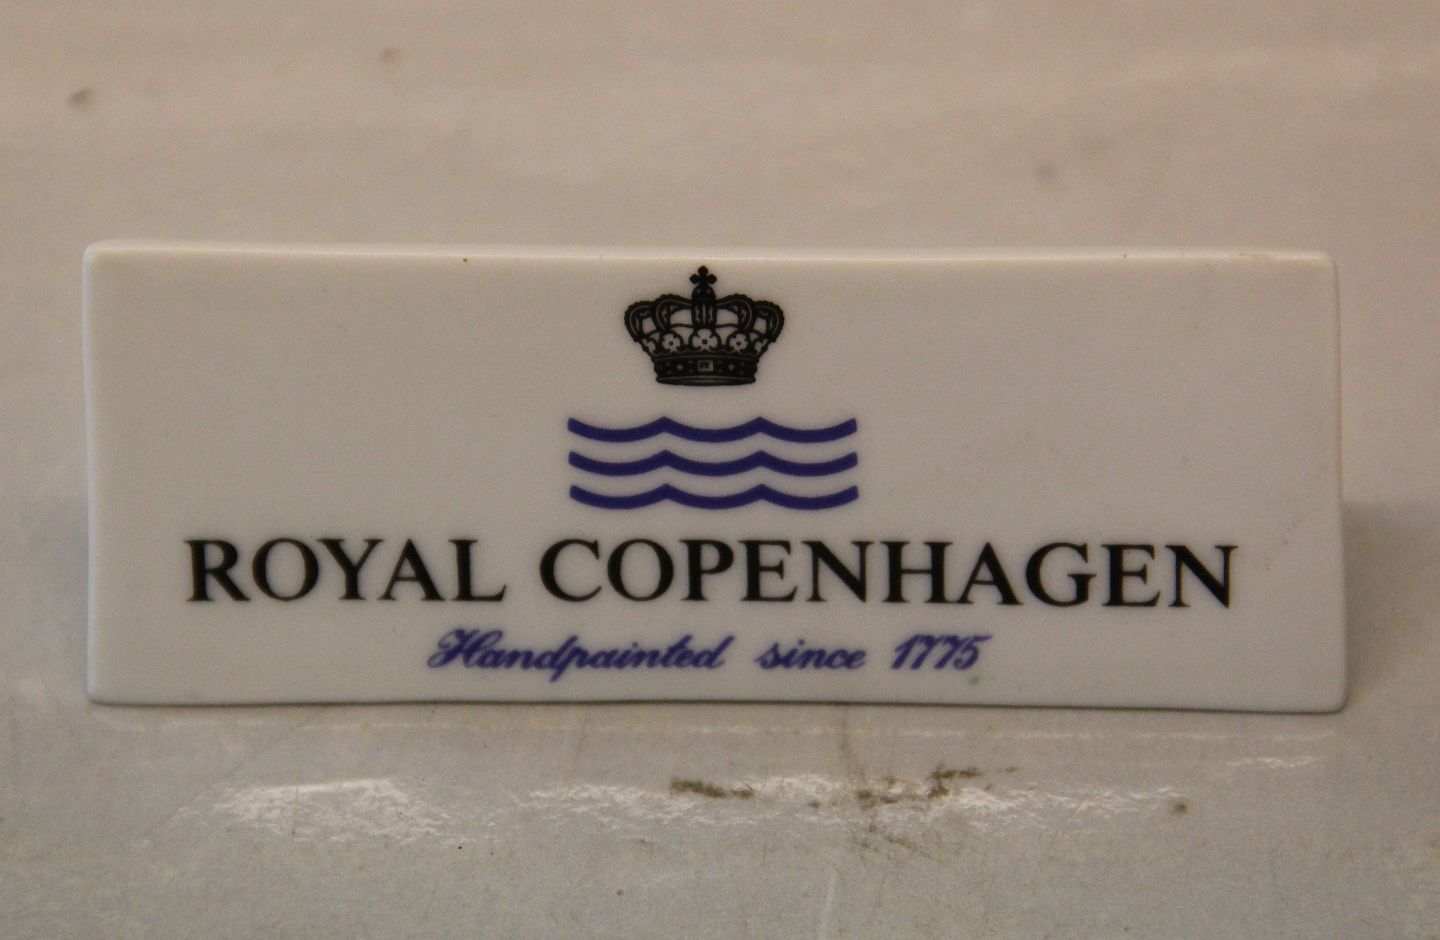 ROYAL COPENHAGEN
Handpainted since 1775